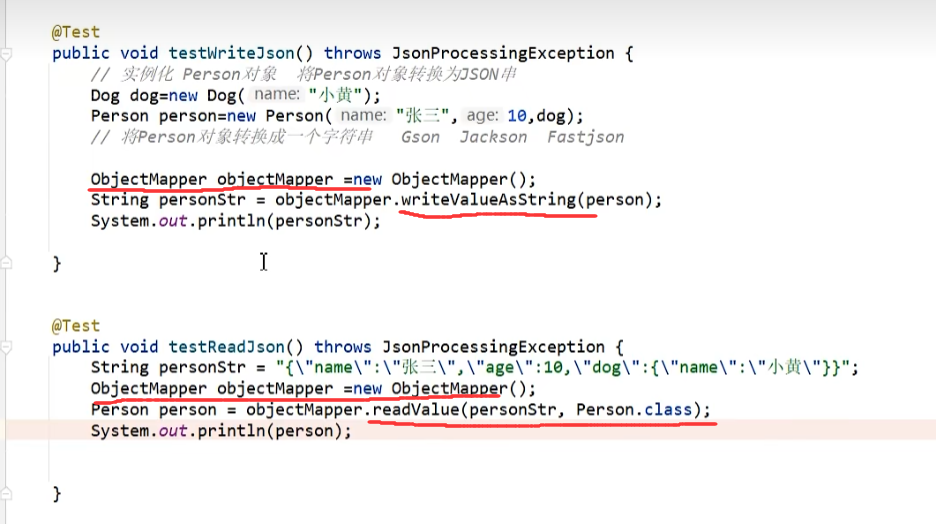 @Test
public void testWriteJson() throws JsonProcessingException {
// 实例化 Person对象 将Person对象转换为JSON串
Dog dog=new Dog( name: "小黄");
Person person=new Person( name: "张三", age: 10,dog);
// 将Person对象转换成一个字符串 Gson Jackson Fastjson
ObjectMapper objectMapper =new ObjectMapper();
String personStr = objectMapper.writeValueAsString(person);
System.out.println(personStr);
}
@Test
public void testReadJson() throws JsonProcessingException {
String personStr = "{\"name\":\"张三\",\"age\":10,\"dog\":{\"name\":\"小黄\"}}";
ObjectMapper objectMapper =new ObjectMapper();
Person person = objectMapper.readValue(personStr, Person.class);
System.out.println(person);
}